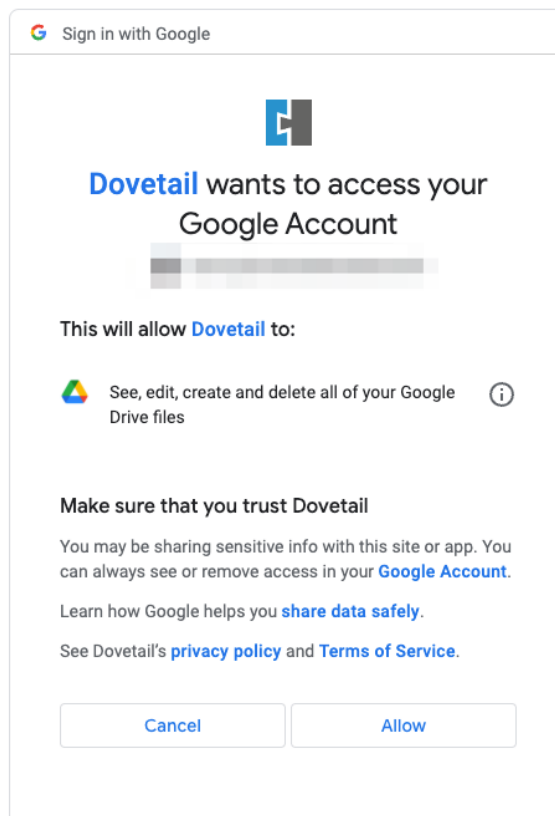 Sign in with Google
Dovetail wants to access your
Google Account
This will allow Dovetail to:
See, edit, create and delete all of your Google
Drive files
Make sure that you trust Dovetail
You may be sharing sensitive info with this site or app. You
can always see or remove access in your Google Account.
Learn how Google helps you share data safely.
See Dovetail's privacy policy and Terms of Service.
Cancel
Allow